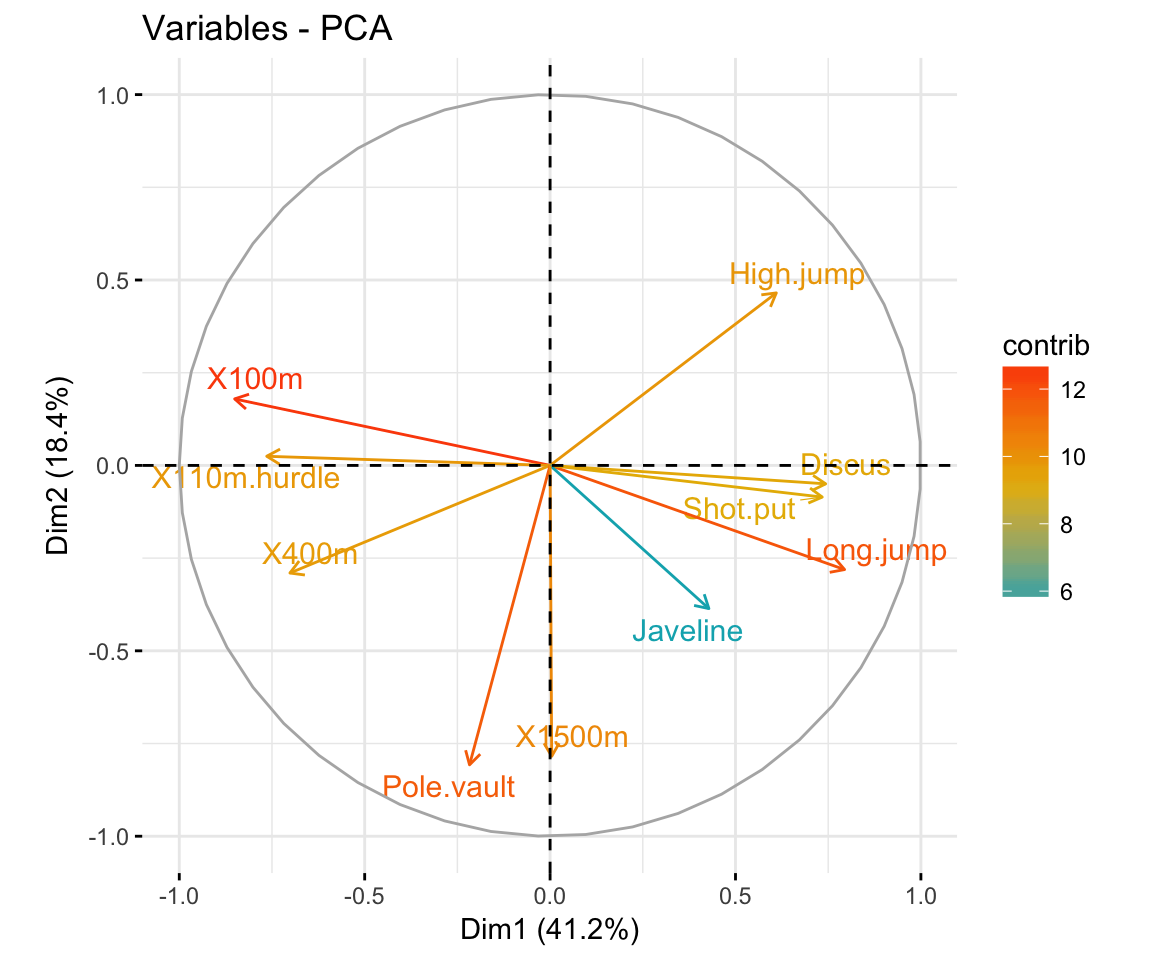 Variables - PCA
1.0
High.jump
0.5
contrib
X100m
12
Discus
0.0
10
X110m.hurdle
Shot.put
8
X400m
Long.jump
6
Javeline
-0.5
X1500m
Pole.vault
-1.0
-1.0
-0.5
0.0
0.5
1.0
Dim1 (41.2%)
Dim2 (18.4%)